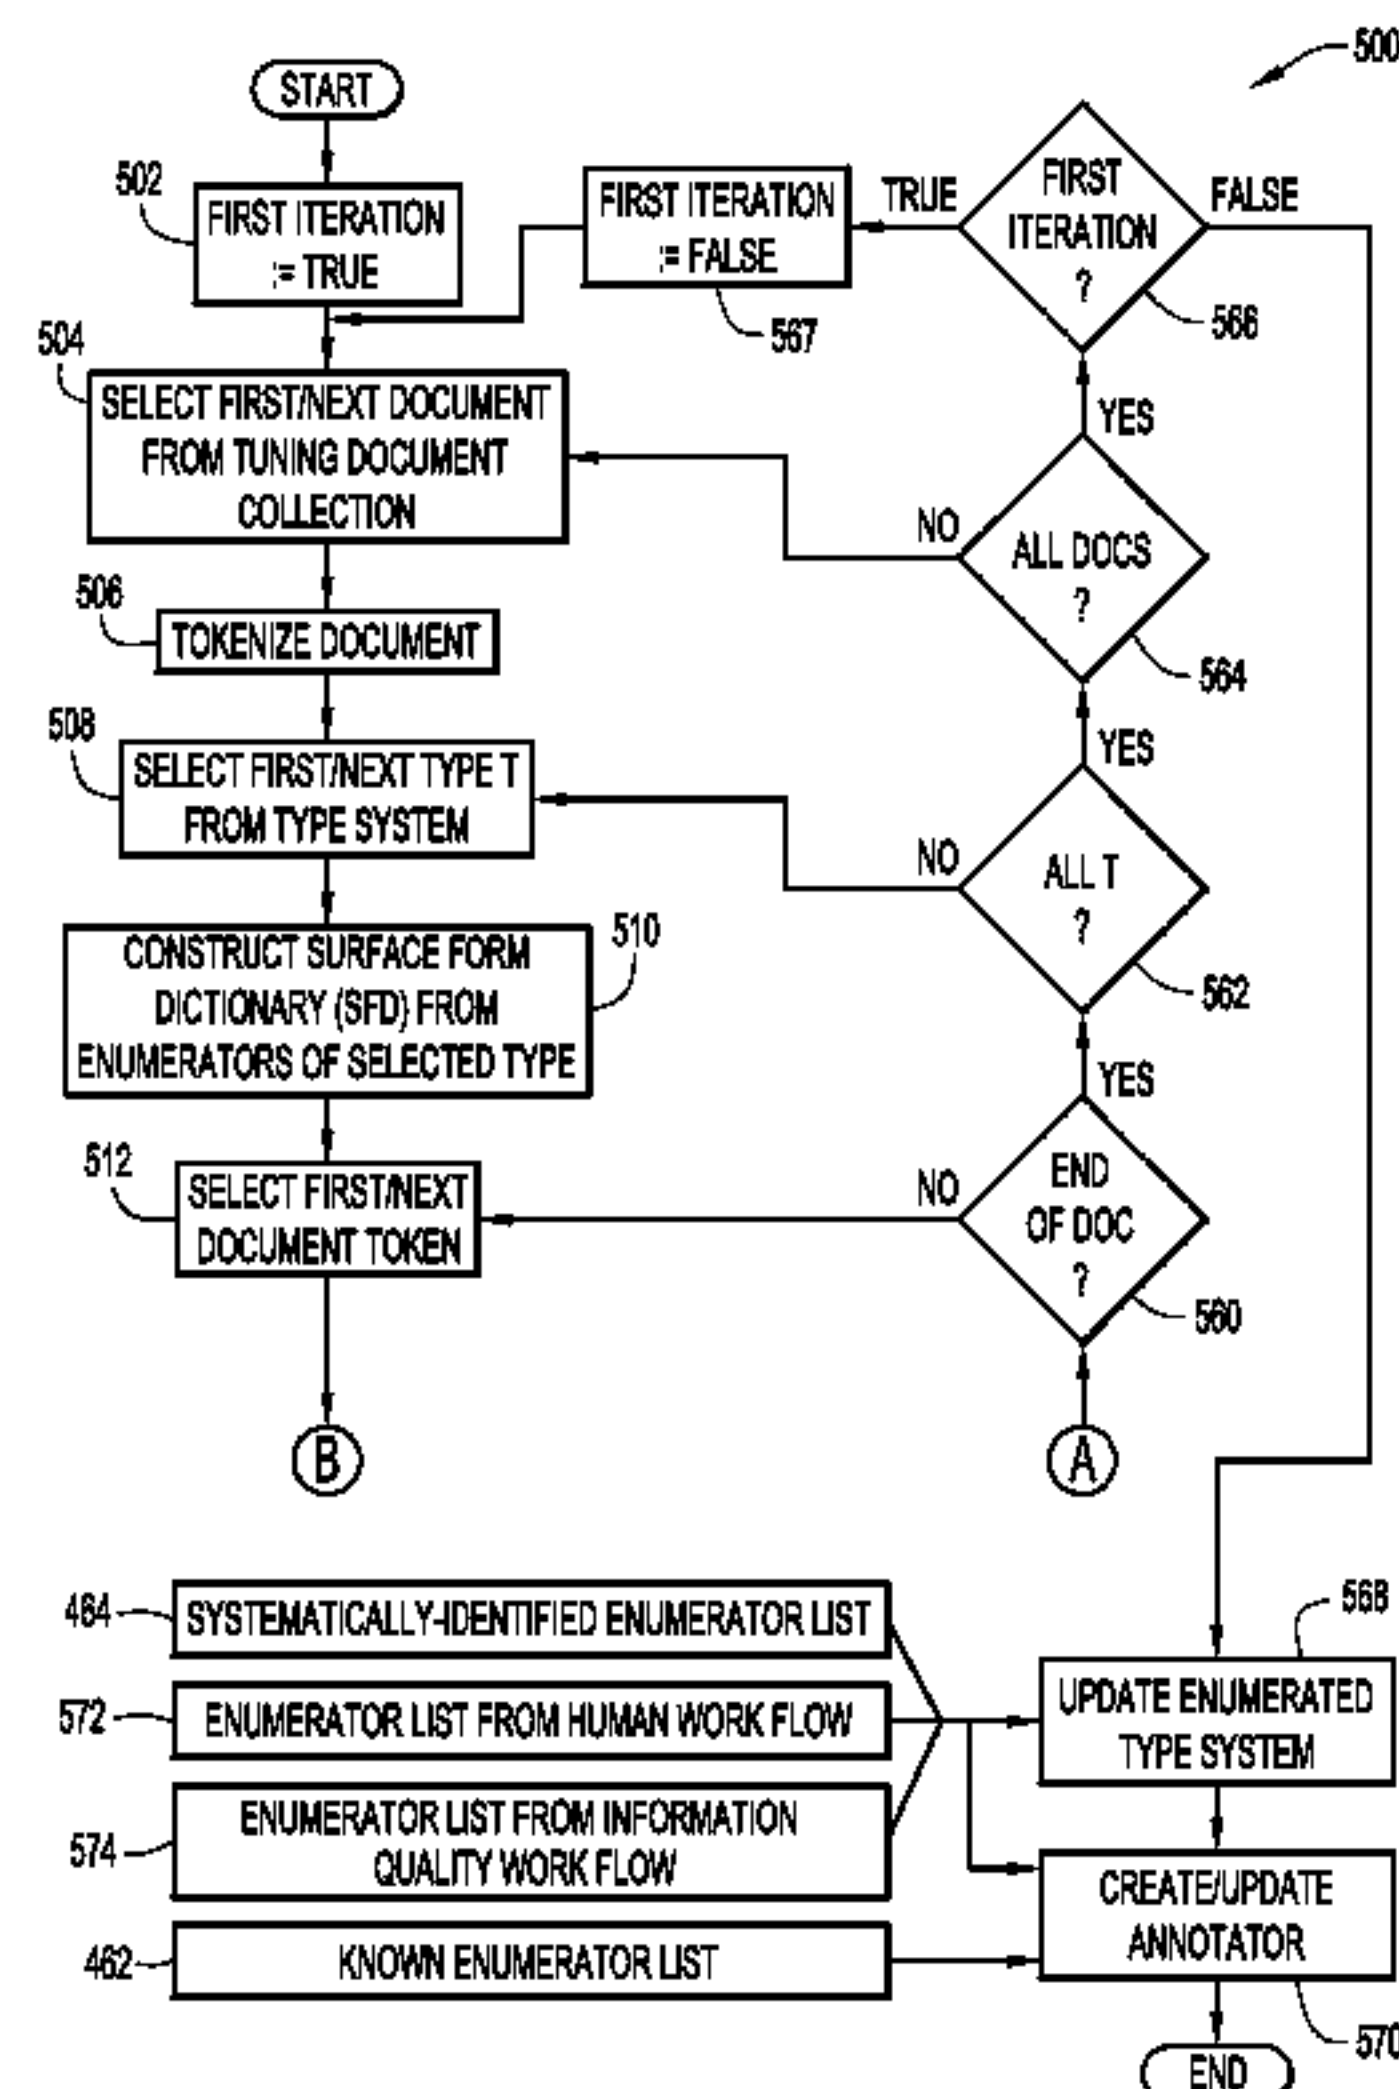 500
START
502
FIRST ITERATION
:= TRUE
FIRST ITERATION
:= FALSE
567
TRUE
FIRST
ITERATION
?
FALSE
566
504
SELECT FIRST/NEXT DOCUMENT
FROM TUNING DOCUMENT
COLLECTION
YES
NO
ALL DOCS
?
564
506
TOKENIZE DOCUMENT
508
SELECT FIRST/NEXT TYPE T
FROM TYPE SYSTEM
YES
NO
ALL T
?
562
510
CONSTRUCT SURFACE FORM
DICTIONARY (SFD) FROM
ENUMERATORS OF SELECTED TYPE
YES
512
SELECT FIRST/NEXT
DOCUMENT TOKEN
NO
END
OF DOC
?
560
B
A
464
SYSTEMATICALLY-IDENTIFIED ENUMERATOR LIST
572
ENUMERATOR LIST FROM HUMAN WORK FLOW
574
ENUMERATOR LIST FROM INFORMATION
QUALITY WORK FLOW
462
KNOWN ENUMERATOR LIST
568
UPDATE ENUMERATED
TYPE SYSTEM
CREATE/UPDATE
ANNOTATOR
570
END